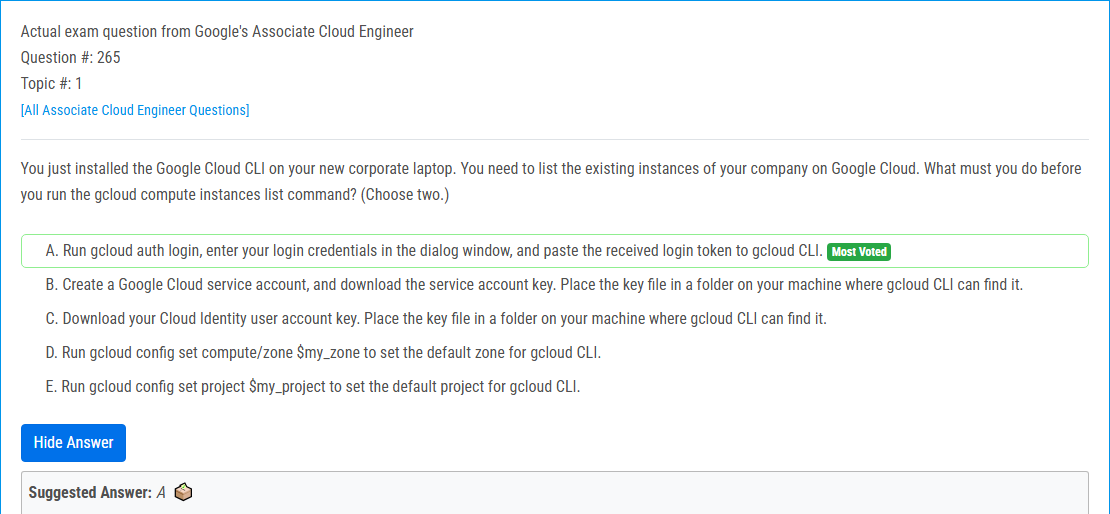 Actual exam question from Google's Associate Cloud Engineer
Question #: 265
Topic #: 1
[All Associate Cloud Engineer Questions]
You just installed the Google Cloud CLI on your new corporate laptop. You need to list the existing instances of your company on Google Cloud. What must you do before
you run the gcloud compute instances list command? (Choose two.)
A. Run gcloud auth login, enter your login credentials in the dialog window, and paste the received login token to gcloud CLI. Most Voted
B. Create a Google Cloud service account, and download the service account key. Place the key file in a folder on your machine where gcloud CLI can find it.
C. Download your Cloud Identity user account key. Place the key file in a folder on your machine where gcloud CLI can find it.
D. Run gcloud config set compute/zone $my_zone to set the default zone for gcloud CLI.
E. Run gcloud config set project $my_project to set the default project for gcloud CLI.
Hide Answer
Suggested Answer: A